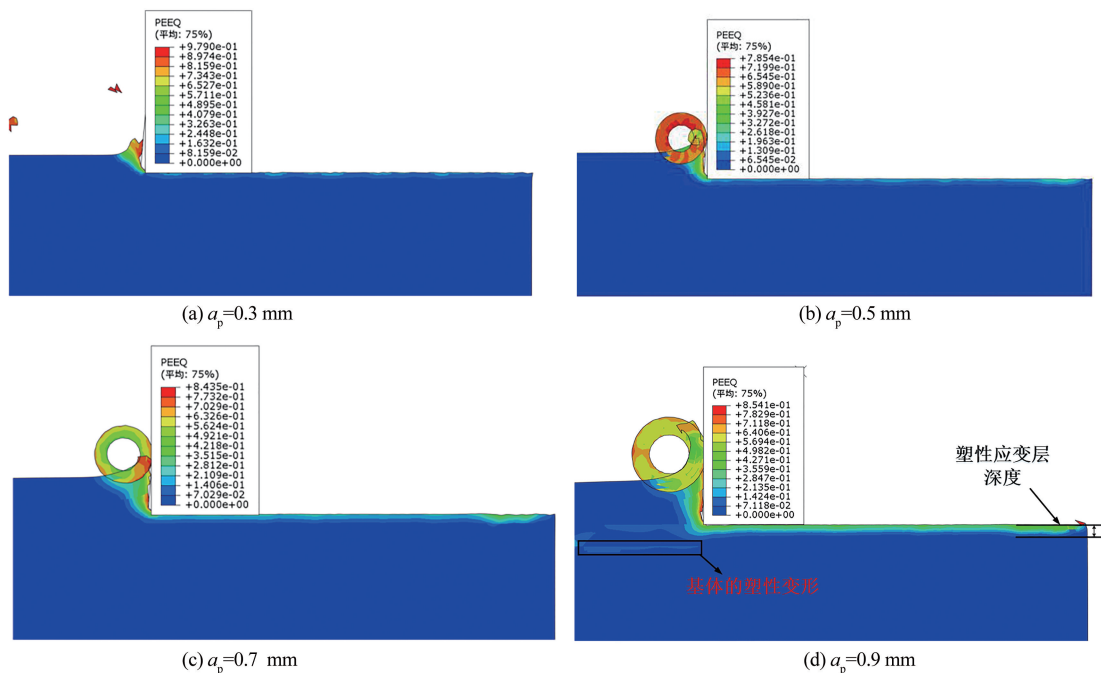 PEEQ
(平均: 75%)
+9.790e-01
+8.974e-01
+8.159e-01
+7.343e-01
+6.527e-01
+5.711e-01
+4.895e-01
+4.079e-01
+3.263e-01
+2.448e-01
+1.632e-01
+8.159e-02
+0.000e+00
(a) ap=0.3 mm
PEEQ
(平均: 75%)
+7.854e-01
+7.199e-01
+6.545e-01
+5.890e-01
+5.236e-01
+4.581e-01
+3.927e-01
+3.272e-01
+2.618e-01
+1.963e-01
+1.309e-01
+6.545e-02
+0.000e+00
(b) ap=0.5 mm
PEEQ
(平均: 75%)
+8.435e-01
+7.732e-01
+7.029e-01
+6.326e-01
+5.624e-01
+4.921e-01
+4.218e-01
+3.515e-01
+2.812e-01
+2.109e-01
+1.406e-01
+7.029e-02
+0.000e+00
(c) ap=0.7 mm
PEEQ
(平均: 75%)
+8.541e-01
+7.829e-01
+7.118e-01
+6.406e-01
+5.694e-01
+4.982e-01
+4.271e-01
+3.559e-01
+2.847e-01
+2.135e-01
+1.424e-01
+7.118e-02
+0.000e+00
塑性应变层
深度
基体的塑性变形
(d) ap=0.9 mm